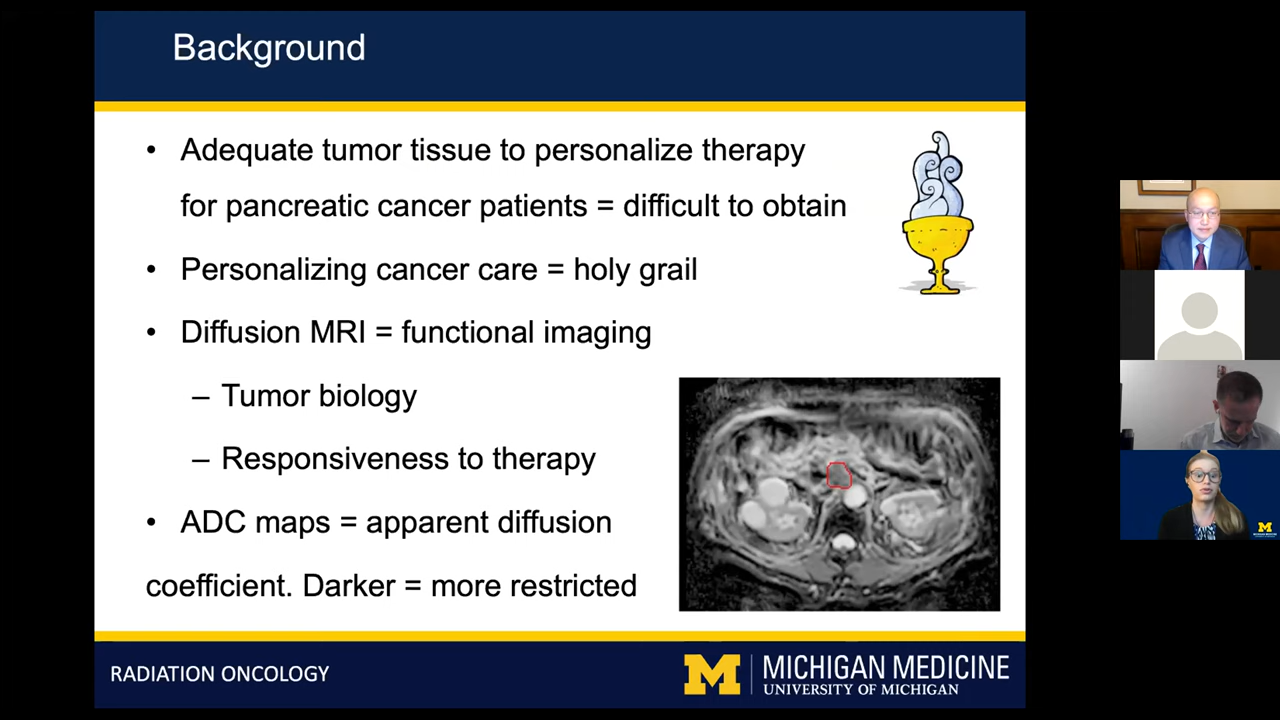 Background
• Adequate tumor tissue to personalize therapy
for pancreatic cancer patients = difficult to obtain
• Personalizing cancer care = holy grail
• Diffusion MRI = functional imaging
– Tumor biology
– Responsiveness to therapy
• ADC maps = apparent diffusion
coefficient. Darker = more restricted
RADIATION ONCOLOGY
M
MICHIGAN MEDICINE
UNIVERSITY OF MICHIGAN
M